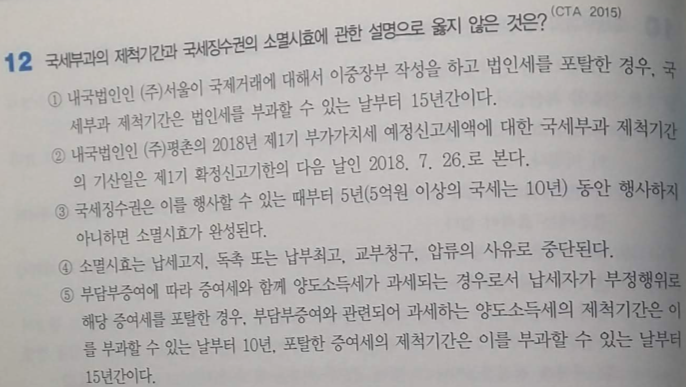 12 국세부과의 제척기간과 국세징수권의 소멸시효에 관한 설명으로 옳지 않은 것은? (CTA 2015)
① 내국법인인 (주)서울이 국제거래에 대해서 이중장부 작성을 하고 법인세를 포탈한 경우, 국
세부과 제척기간은 법인세를 부과할 수 있는 날부터 15년간이다.
② 내국법인인 (주)평촌의 2018년 제1기 부가가치세 예정신고세액에 대한 국세부과 제척기간
의 기산일은 제1기 확정신고기한의 다음 날인 2018. 7. 26.로 본다.
③ 국세징수권은 이를 행사할 수 있는 때부터 5년(5억원 이상의 국세는 10년) 동안 행사하지
아니하면 소멸시효가 완성된다.
④ 소멸시효는 납세고지, 독촉 또는 납부최고, 교부청구, 압류의 사유로 중단된다.
⑤ 부담부증여에 따라 증여세와 함께 양도소득세가 과세되는 경우로서 납세자가 부정행위로
해당 증여세를 포탈한 경우, 부담부증여와 관련되어 과세하는 양도소득세의 제척기간은 이
를 부과할 수 있는 날부터 10년, 포탈한 증여세의 제척기간은 이를 부과할 수 있는 날부터
15년간이다.